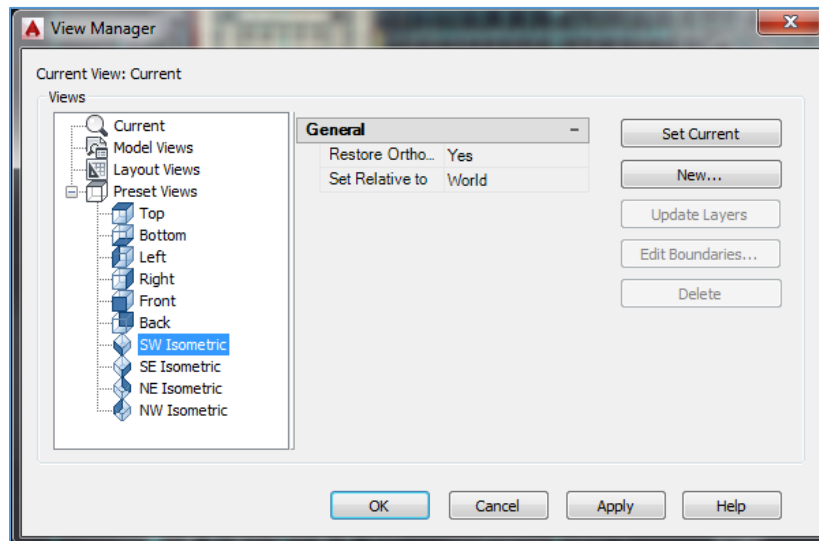 View Manager
Current View: Current
Views
Current
Model Views
Layout Views
Preset Views
Top
Bottom
Left
Right
Front
Back
SW Isometric
SE Isometric
NE Isometric
NW Isometric
General
Restore Ortho... Yes
Set Relative to World
Set Current
New...
Update Layers
Edit Boundaries...
Delete
OK Cancel Apply Help